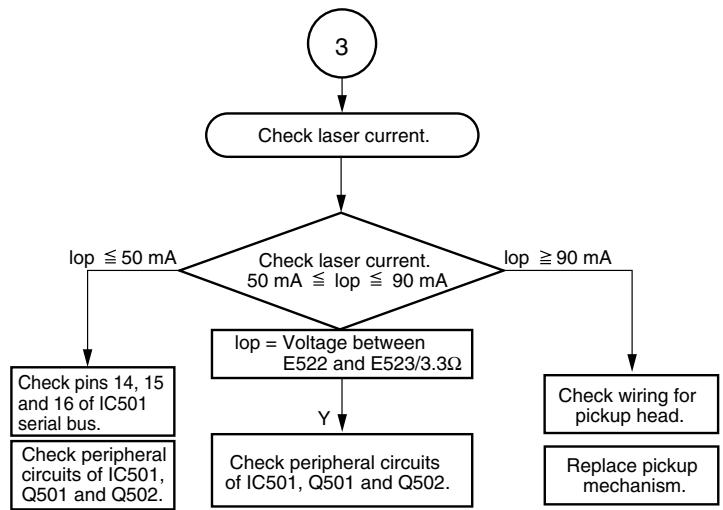 3
Check laser current.
Iop ≦ 50 mA
Check laser current.
50 mA ≦ Iop ≦ 90 mA
Iop ≧ 90 mA
Iop = Voltage between
E522 and E523/3.3Ω
Check pins 14, 15
and 16 of IC501
serial bus.
Check wiring for
pickup head.
Y
Check peripheral
circuits of IC501,
Q501 and Q502.
Check peripheral circuits
of IC501, Q501 and Q502.
Replace pickup
mechanism.